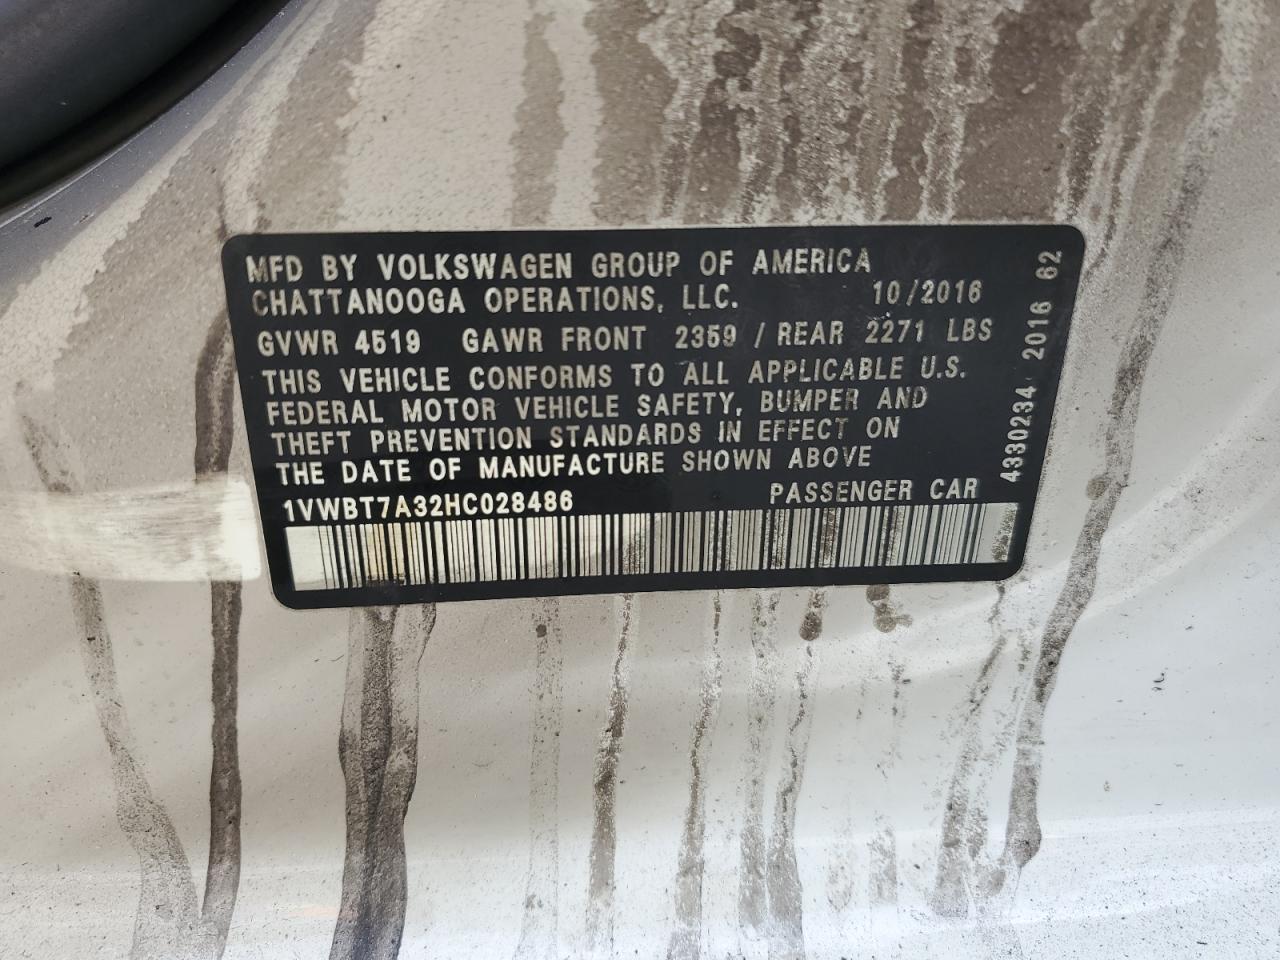 MFD BY VOLKSWAGEN GROUP OF AMERICA
CHATTANOOGA OPERATIONS, LLC. 10/2016
GVWR 4519 GAWR FRONT 2359 / REAR 2271 LBS
THIS VEHICLE CONFORMS TO ALL APPLICABLE U.S.
FEDERAL MOTOR VEHICLE SAFETY, BUMPER AND
THEFT PREVENTION STANDARDS IN EFFECT ON
THE DATE OF MANUFACTURE SHOWN ABOVE
1VWBT7A32HC028486 PASSENGER CAR
4330234 2016 62